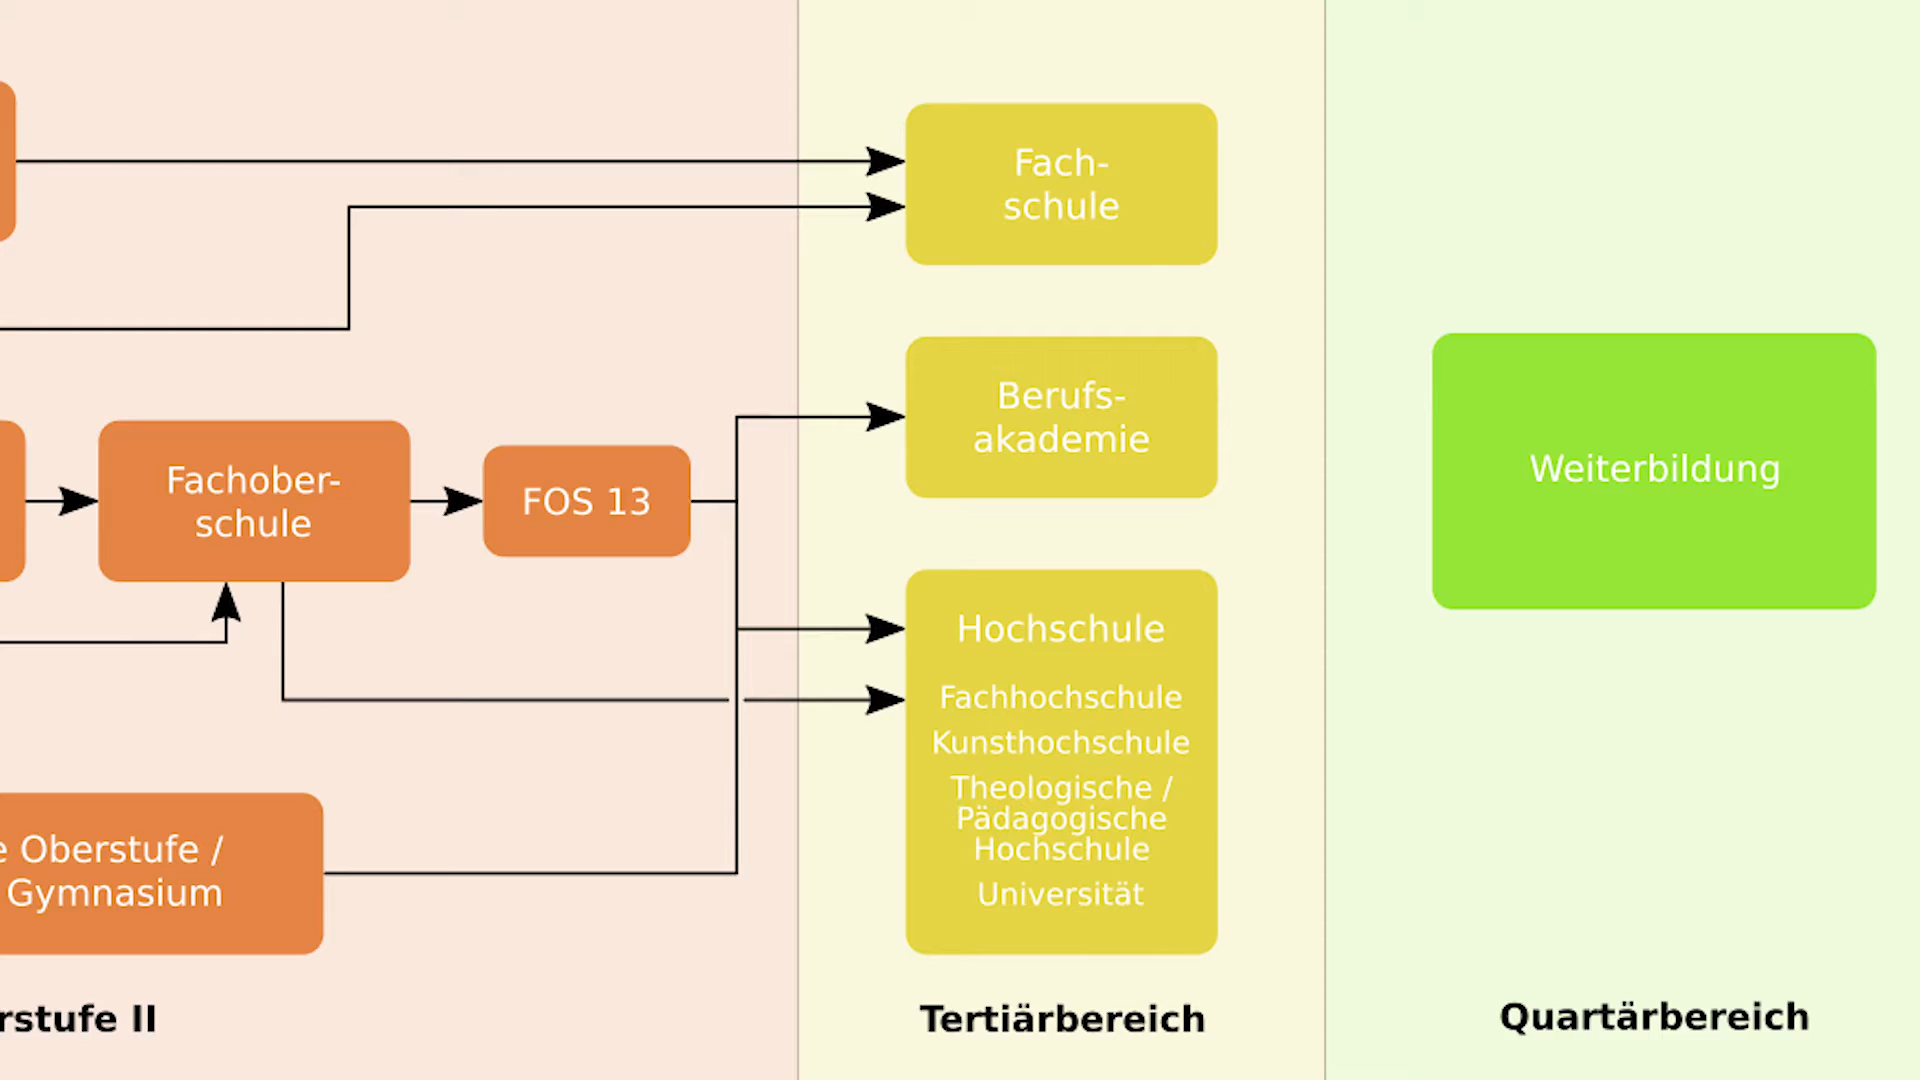 Fach-
schule
Berufs-
akademie
Weiterbildung
Fachober-
schule
FOS 13
Hochschule
Fachhochschule
Kunsthochschule
Theologische /
Pädagogische
Hochschule
Universität
e Oberstufe /
Gymnasium
rstufe II
Tertiärbereich
Quartärbereich